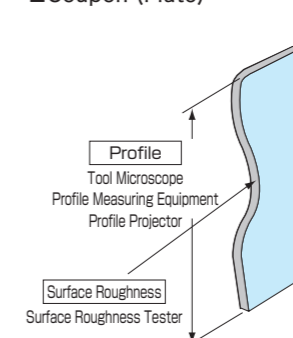 Profile
Tool Microscope
Profile Measuring Equipment
Profile Projector
Surface Roughness
Surface Roughness Tester